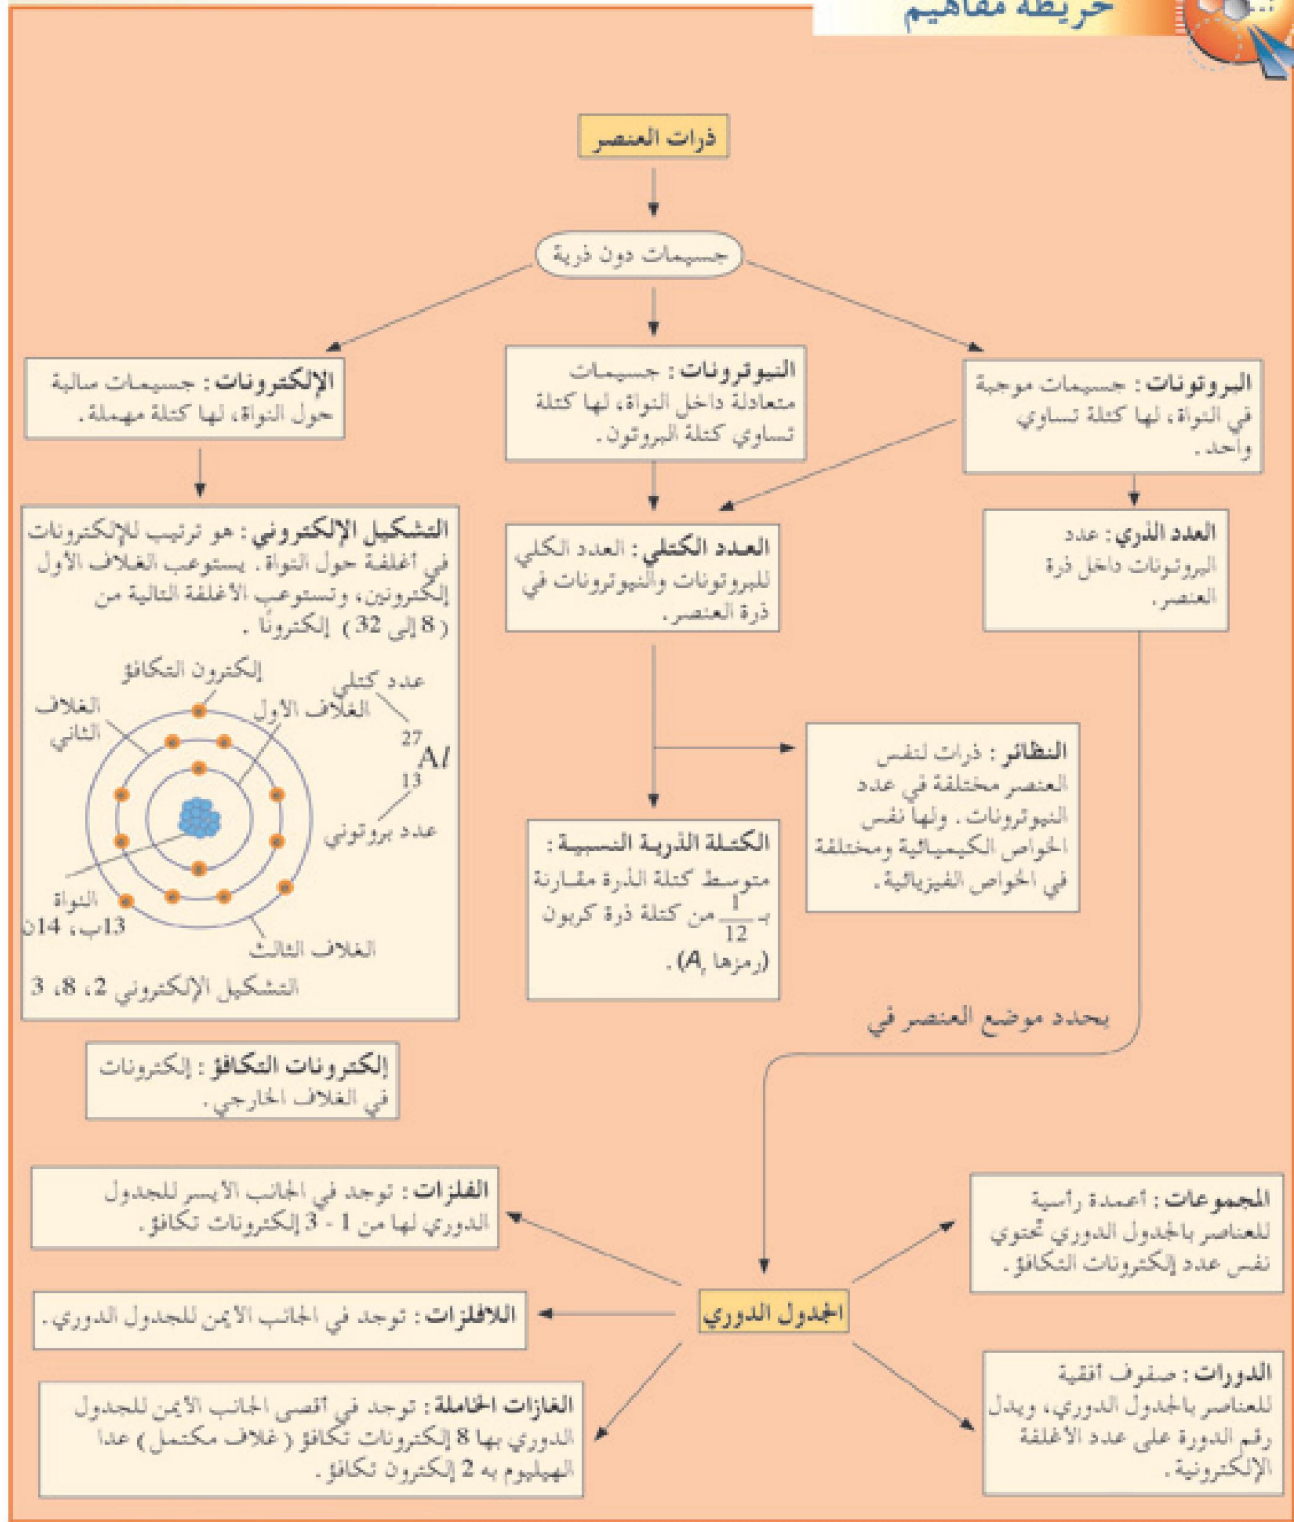 خريطة مفاهيم
ذرات العنصر
جسيمات دون ذرية
البروتونات : جسيمات موجبة
في النواة، لها كتلة تساوي
واحد.
النيوترونات : جسيمات
متعادلة داخل النواة، لها كتلة
تساوي كتلة البروتون.
الإلكترونات : جسيمات سالبة
حول النواة، لها كتلة مهملة.
العدد الذري : عدد
البروتونات داخل ذرة
العنصر.
العدد الكتلي : العدد الكلي
للبروتونات والنيوترونات في
ذرة العنصر.
التشكيل الإلكتروني : هو ترتيب للإلكترونات
في أغلفة حول النواة. يستوعب الغلاف الأول
إلكترونين، وتستوعب الأغلفة التالية من
(8 إلى 32) إلكترونًا .
إلكترون التكافؤ
عدد كتلي
الغلاف الأول
الغلاف
الثاني
27
Al
13
عدد بروتوني
النواة
13ب، 14ن
الغلاف الثالث
التشكيل الإلكتروني 2، 8، 3
النظائر : ذرات لنفس
العنصر مختلفة في عدد
النيوترونات. ولها نفس
الخواص الكيميائية ومختلفة
في الخواص الفيزيائية.
الكتلة الذرية النسبية :
متوسط كتلة الذرة مقارنة
بـ 1/12 من كتلة ذرة كربون
(رمزها Ar).
يحدد موضع العنصر في
إلكترونات التكافؤ : إلكترونات
في الغلاف الخارجي.
الجدول الدوري
المجموعات : أعمدة رأسية
للعناصر بالجدول الدوري تحتوي
نفس عدد إلكترونات التكافؤ.
الدورات : صفوف أفقية
للعناصر بالجدول الدوري، ويدل
رقم الدورة على عدد الأغلفة
الإلكترونية.
الفلزات : توجد في الجانب الأيسر للجدول
الدوري لها من 1 - 3 إلكترونات تكافؤ.
اللافلزات : توجد في الجانب الأيمن للجدول الدوري.
الغازات الخاملة : توجد في أقصى الجانب الأيمن للجدول
الدوري بها 8 إلكترونات تكافؤ (غلاف مكتمل) عدا
الهيليوم به 2 إلكترون تكافؤ.